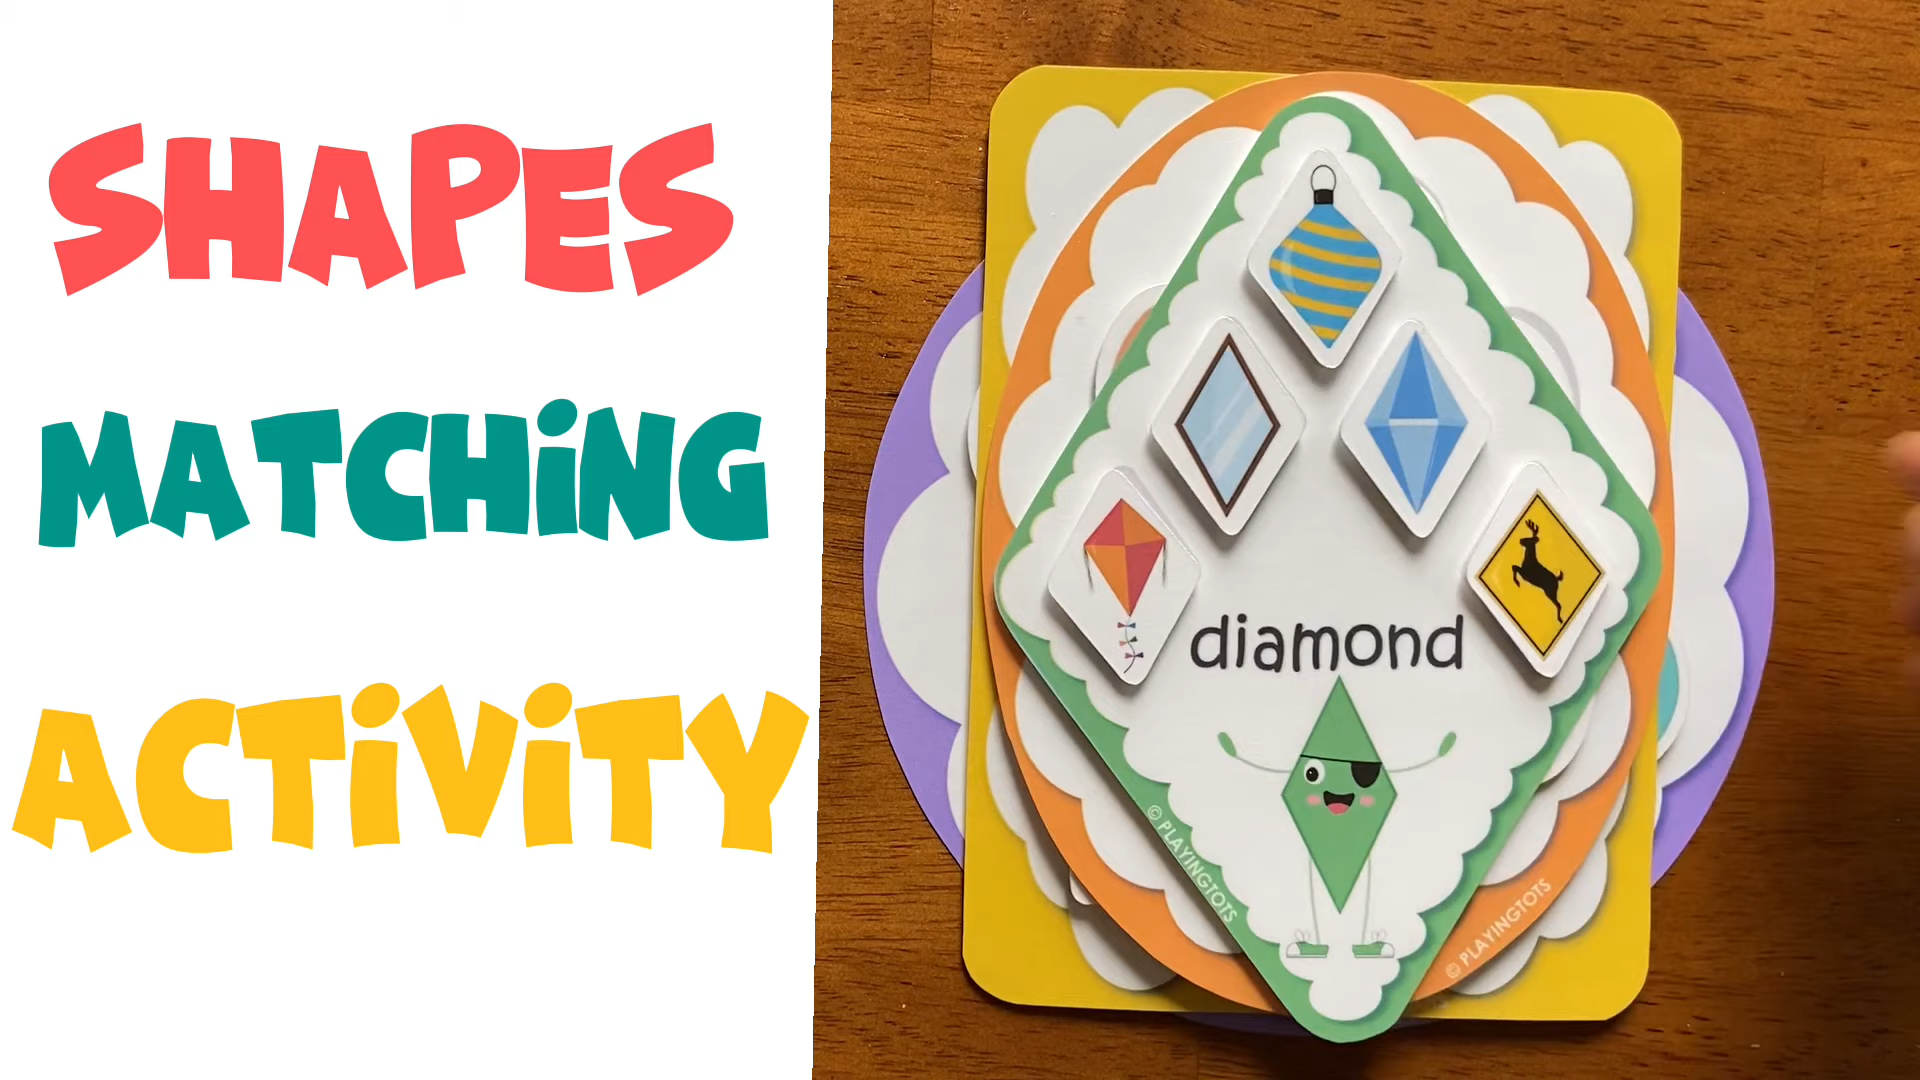 SHAPES
MATCHING
ACTIVITY
diamond
© PLAYINGTOTS
© PLAYINGTOTS